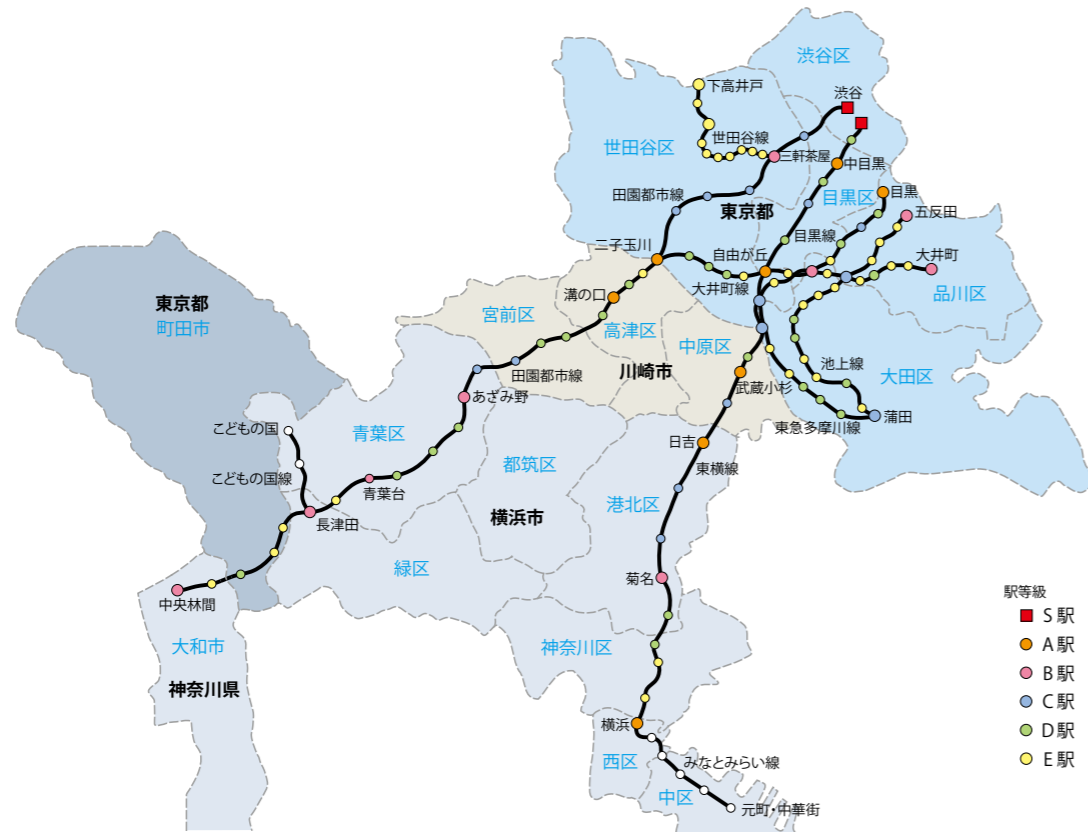 渋谷区
渋谷
下高井戸
世田谷線
世田谷区
三軒茶屋
中目黒
目黒区
目黒
田園都市線
東京都
五反田
目黒線
二子玉川
自由が丘
大井町
大井町線
品川区
東京都
町田市
溝の口
宮前区
高津区
中原区
川崎市
武蔵小杉
池上線
大田区
田園都市線
あざみ野
東急多摩川線
蒲田
こどもの国
青葉区
日吉
東横線
都筑区
こどもの国線
青葉台
港北区
長津田
横浜市
緑区
菊名
中央林間
大和市
神奈川区
神奈川県
横浜
西区
みなとみらい線
中区
元町・中華街
駅等級
S 駅
A 駅
B 駅
C 駅
D 駅
E 駅